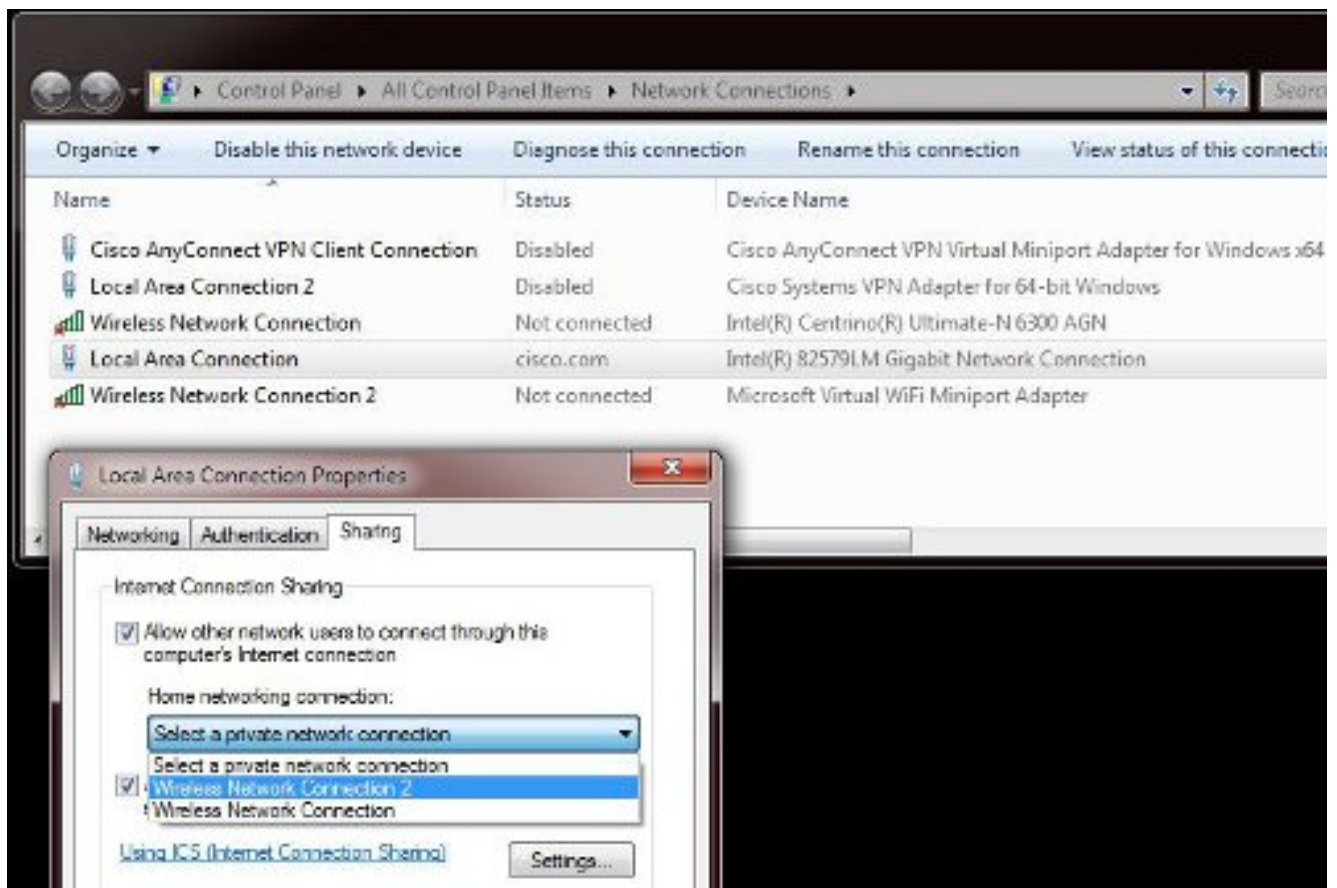 Control Panel ▸ All Control Panel Items ▸ Network Connections ▸
Organize ▾ Disable this network device Diagnose this connection Rename this connection View status of this
Name Status Device Name
Cisco AnyConnect VPN Client Connection Disabled Cisco AnyConnect VPN Virtual Miniport Adapter for Windows x64
Local Area Connection 2 Disabled Cisco Systems VPN Adapter for 64-bit Windows
Wireless Network Connection Not connected Intel(R) Centrino(R) Ultimate-N 6300 AGN
Local Area Connection cisco.com Intel(R) 82579LM Gigabit Network Connection
Wireless Network Connection 2 Not connected Microsoft Virtual WiFi Miniport Adapter
Local Area Connection Properties
Networking Authentication Sharing
Internet Connection Sharing
Allow other network users to connect through this
computer's Internet connection
Home networking connection:
Select a private network connection
Select a private network connection
Wireless Network Connection 2
Wireless Network Connection
Using ICS (Internet Connection Sharing) Settings...